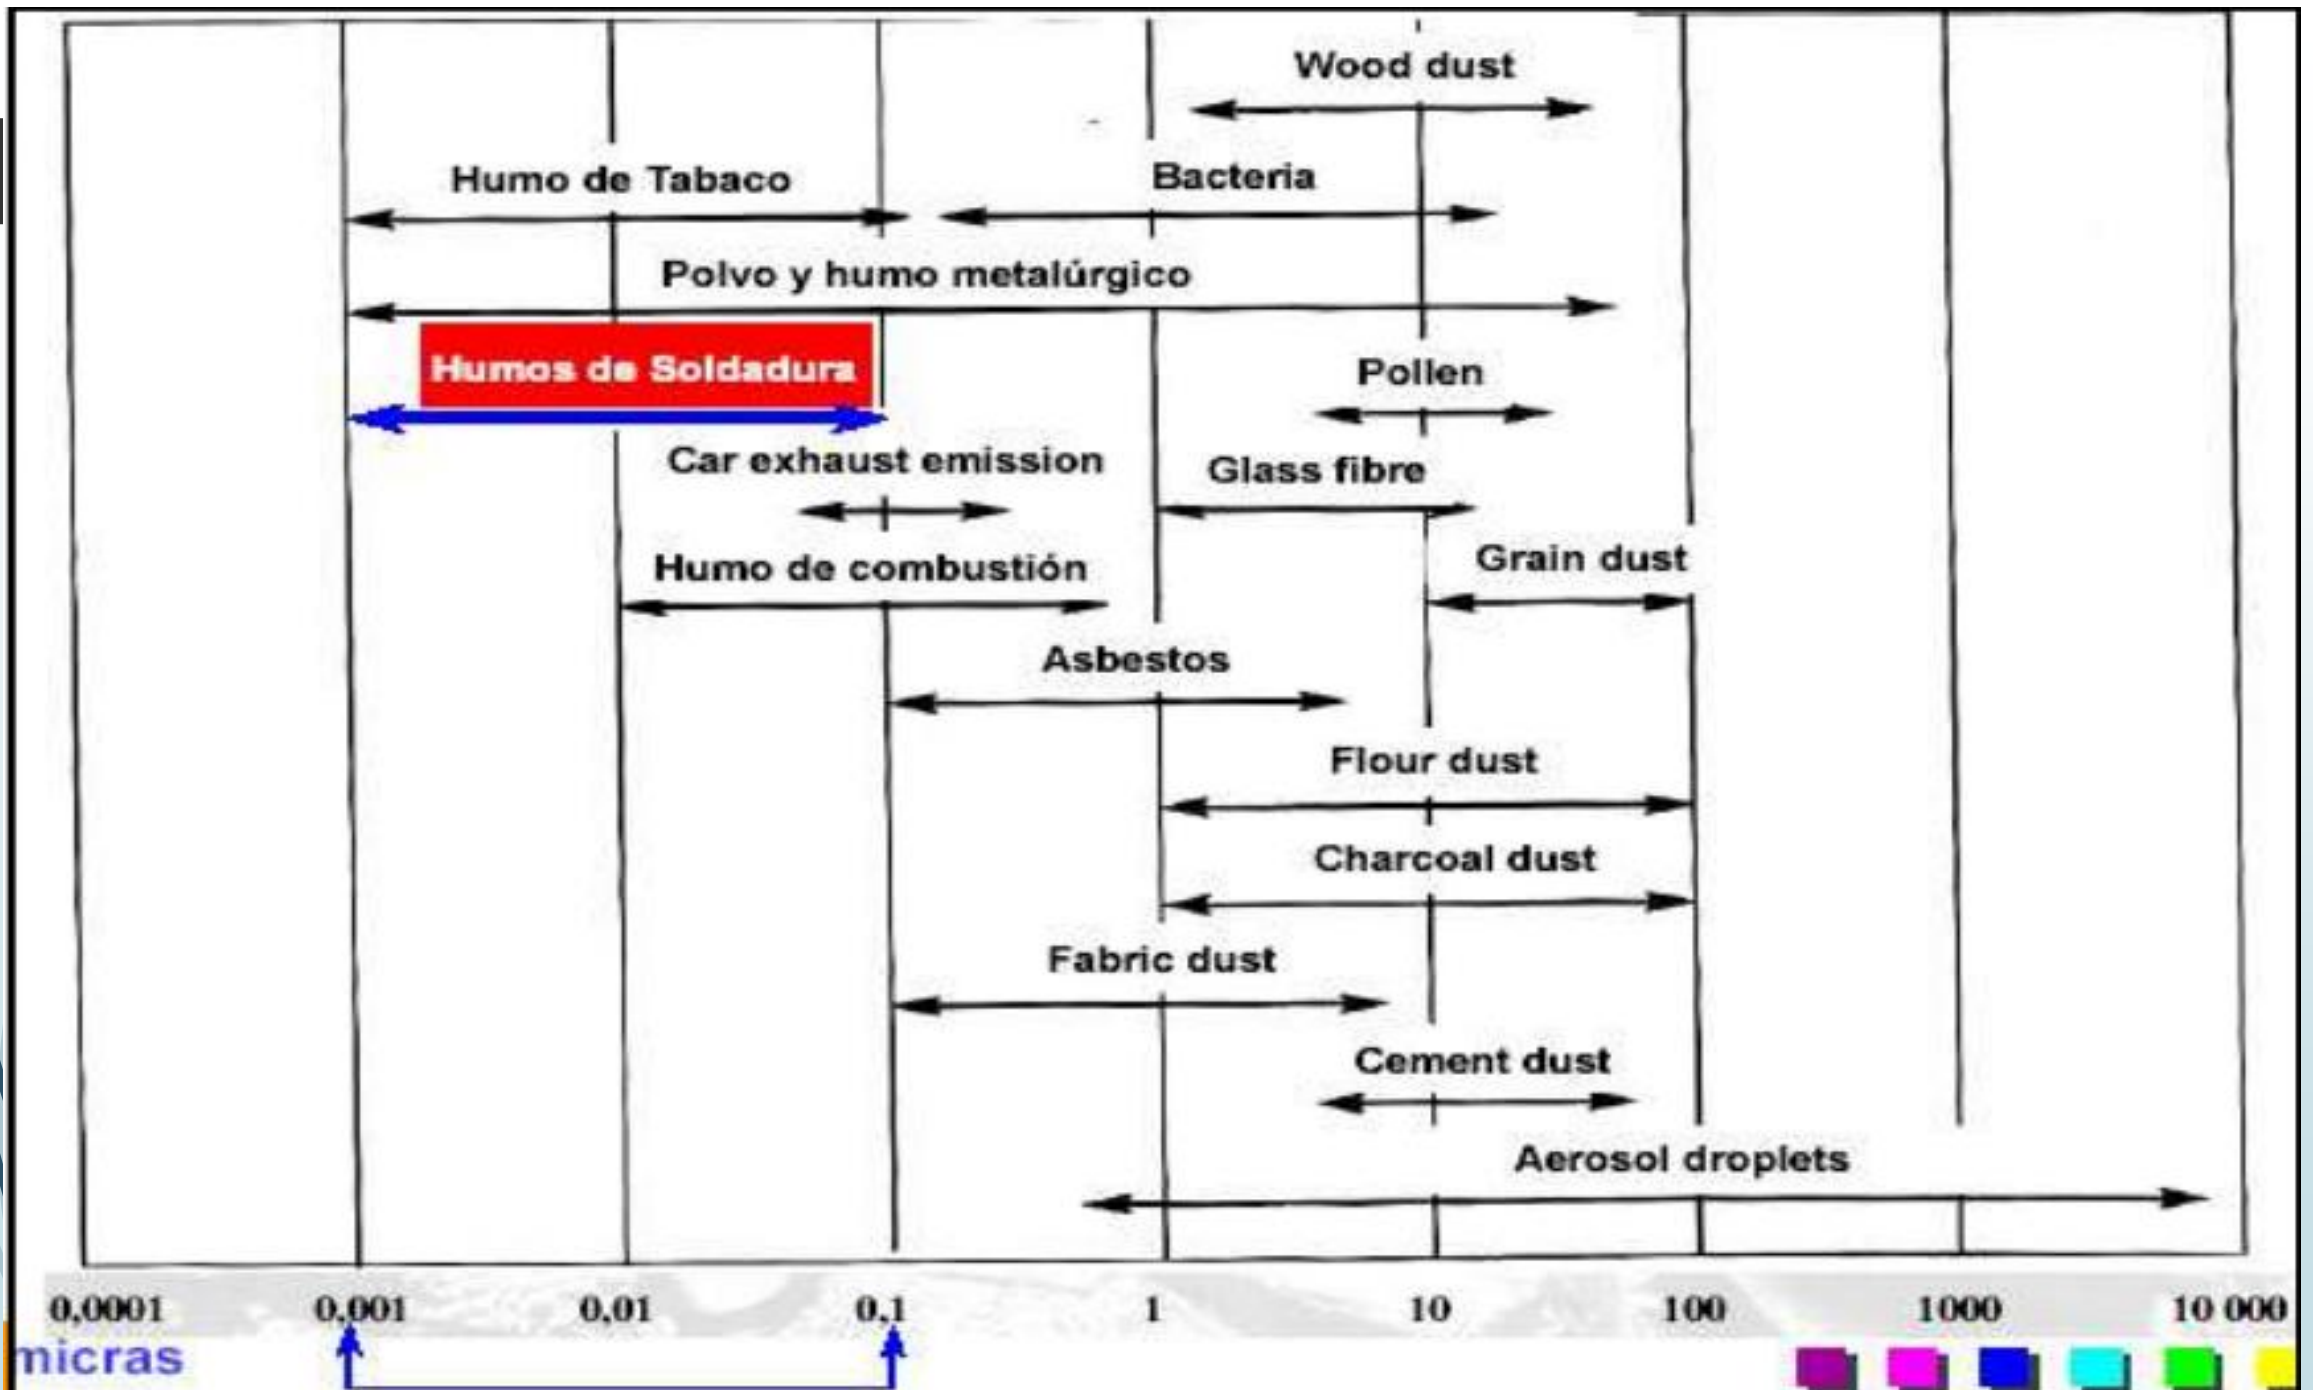 Wood dust
Humo de Tabaco
Bacteria
Polvo y humo metalúrgico
Humos de Soldadura
Pollen
Car exhaust emission
Glass fibre
Humo de combustión
Grain dust
Asbestos
Flour dust
Charcoal dust
Fabric dust
Cement dust
Aerosol droplets
0,0001 0,001 0,01 0,1 1 10 100 1000 10 000
micras